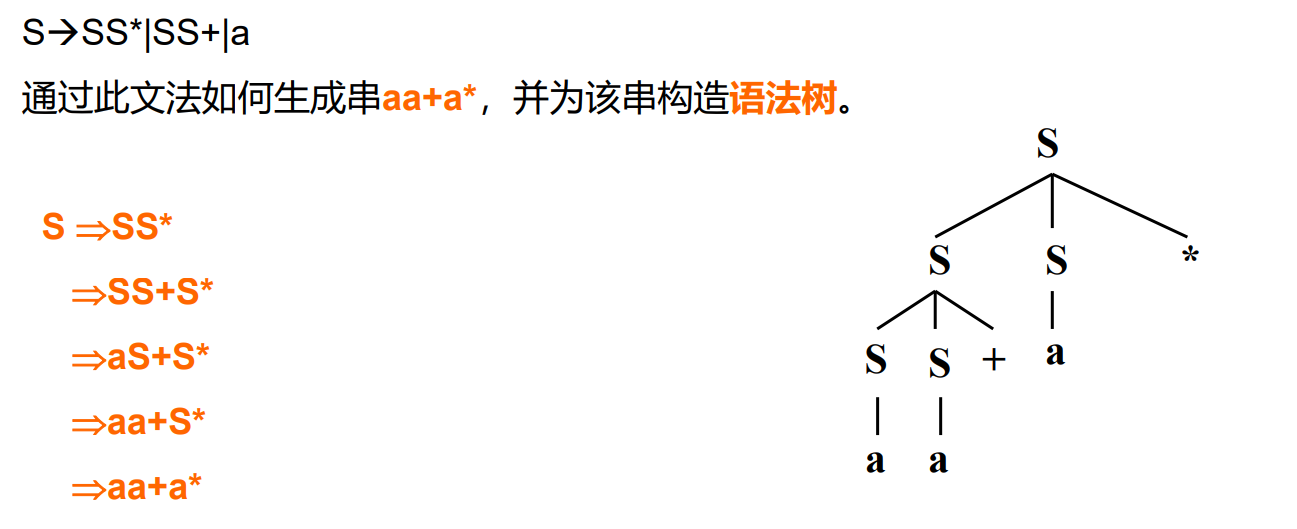 S→SS*|SS+|a
通过此文法如何生成串aa+a*，并为该串构造语法树。
S ⇒SS*
⇒SS+S*
⇒aS+S*
⇒aa+S*
⇒aa+a*
S
S S *
S S + a
a a